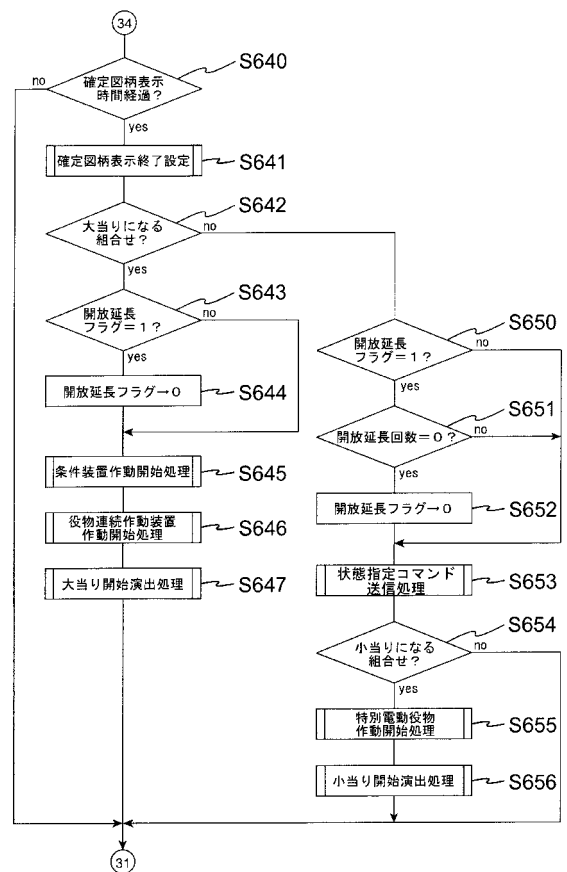 34
確定図柄表示
時間経過？
S640
no
yes
確定図柄表示終了設定
S641
大当りになる
組合せ？
S642
no
yes
開放延長
フラグ＝1？
S643
no
yes
開放延長フラグ→0
S644
条件装置作動開始処理
S645
役物連続作動装置
作動開始処理
S646
大当り開始演出処理
S647
開放延長
フラグ＝1？
S650
no
yes
開放延長回数＝0？
S651
no
yes
開放延長フラグ→0
S652
状態指定コマンド
送信処理
S653
小当りになる
組合せ？
S654
no
yes
特別電動役物
作動開始処理
S655
小当り開始演出処理
S656
31